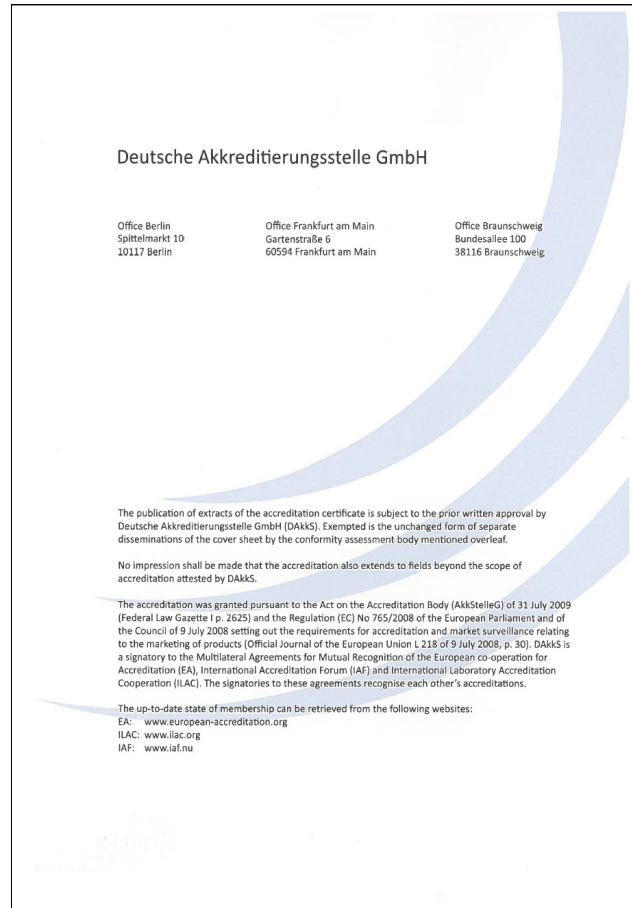 Deutsche Akkreditierungsstelle GmbH
Office Berlin
Spittelmarkt 10
10117 Berlin
Office Frankfurt am Main
Gartenstraße 6
60594 Frankfurt am Main
Office Braunschweig
Bundesallee 100
38116 Braunschweig
The publication of extracts of the accreditation certificate is subject to the prior written approval by
Deutsche Akkreditierungsstelle GmbH (DAkkS). Exempted is the unchanged form of separate
disseminations of the cover sheet by the conformity assessment body mentioned overleaf.
No impression shall be made that the accreditation also extends to fields beyond the scope of
accreditation attested by DAkkS.
The accreditation was granted pursuant to the Act on the Accreditation Body (AkkStelleG) of 31 July 2009
(Federal Law Gazette I p. 2625) and the Regulation (EC) No 765/2008 of the European Parliament and of
the Council of 9 July 2008 setting out the requirements for accreditation and market surveillance relating
to the marketing of products (Official Journal of the European Union L 218 of 9 July 2008, p. 30). DAkkS is
a signatory to the Multilateral Agreements for Mutual Recognition of the European co-operation for
Accreditation (EA), International Accreditation Forum (IAF) and International Laboratory Accreditation
Cooperation (ILAC). The signatories to these agreements recognise each other's accreditations.
The up-to-date state of membership can be retrieved from the following websites:
EA: www.european-accreditation.org
ILAC: www.ilac.org
IAF: www.iaf.nu